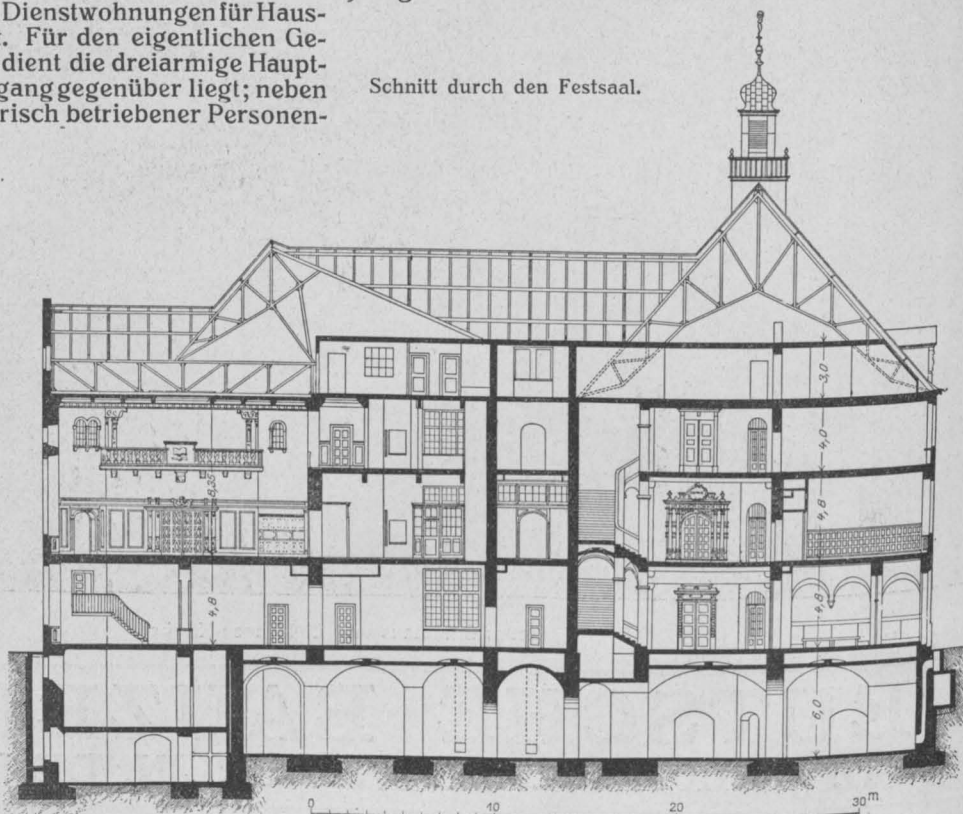 Dienstwohnungen für Haus-
Für den eigentlichen Ge-
dient die dreiarmige Haupt-
gang gegenüber liegt; neben
risch betriebener Personen-
Schnitt durch den Festsaal.
3,0
4,0
8,35
4,8
4,8
4,8
6,0
0 10 20 30 m